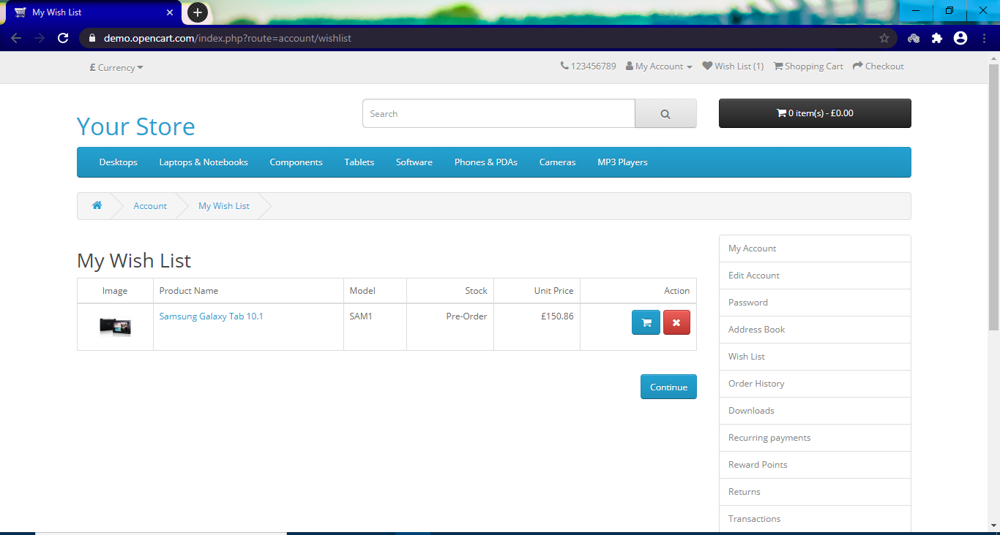 My Wish List
demo.opencart.com/index.php?route=account/wishlist
£ Currency 123456789 My Account Wish List (1) Shopping Cart Checkout
Your Store
Search
0 item(s) - £0.00
Desktops Laptops & Notebooks Components Tablets Software Phones & PDAs Cameras MP3 Players
Account My Wish List
My Wish List
Image Product Name Model Stock Unit Price Action
Samsung Galaxy Tab 10.1 SAM1 Pre-Order £150.86
Continue
My Account
Edit Account
Password
Address Book
Wish List
Order History
Downloads
Recurring payments
Reward Points
Returns
Transactions